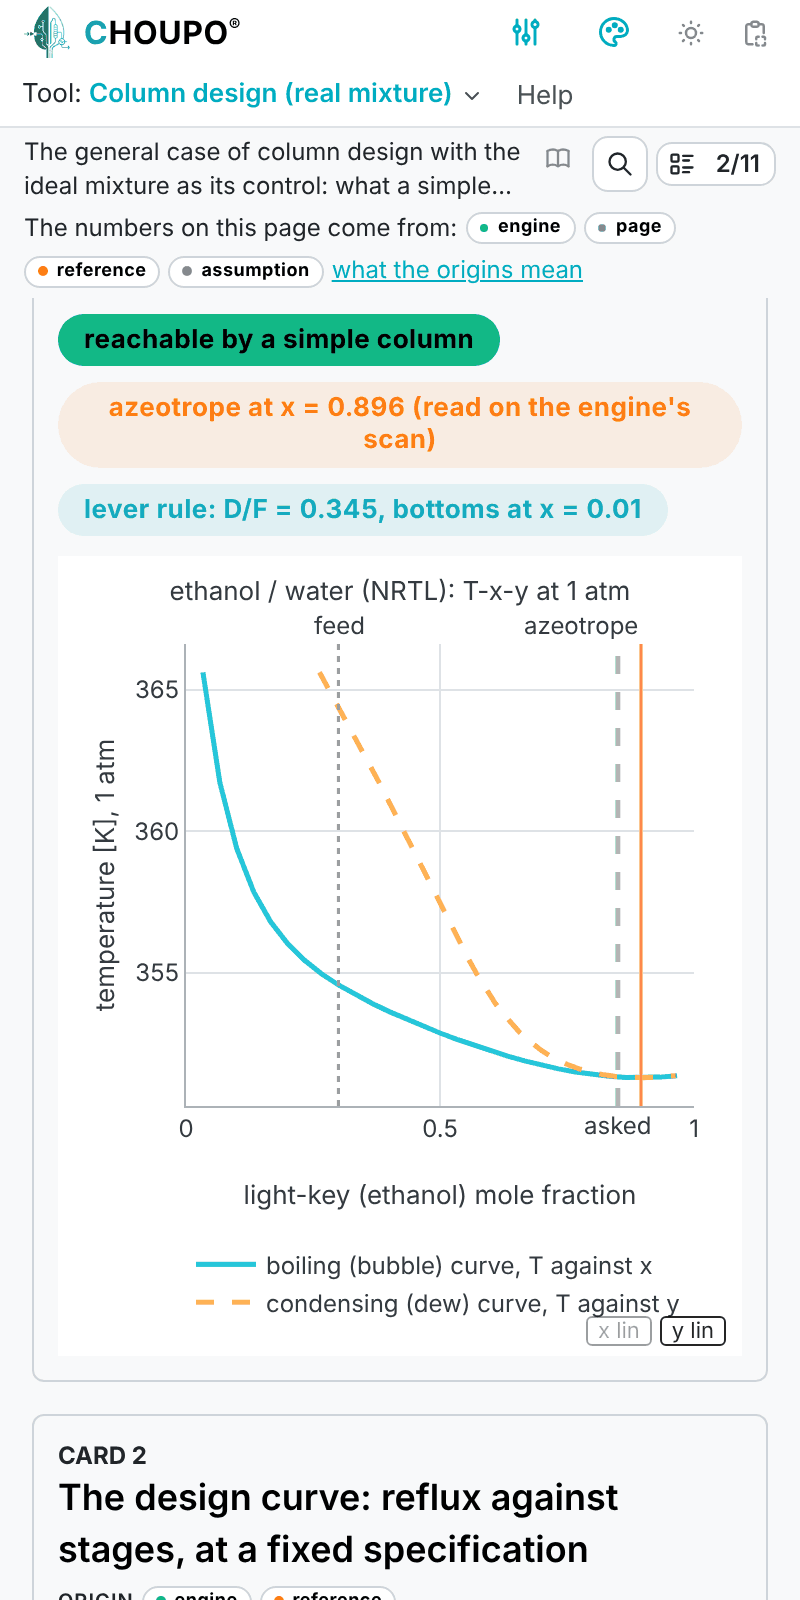 CHOUPO®
Tool: Column design (real mixture)
Help
The general case of column design with the
ideal mixture as its control: what a simple...
2/11
The numbers on this page come from: engine page
reference assumption what the origins mean
reachable by a simple column
azeotrope at x = 0.896 (read on the engine's
scan)
lever rule: D/F = 0.345, bottoms at x = 0.01
ethanol / water (NRTL): T-x-y at 1 atm
feed azeotrope
365
360
355
temperature [K], 1 atm
0 0.5 asked 1
light-key (ethanol) mole fraction
boiling (bubble) curve, T against x
condensing (dew) curve, T against y
x lin y lin
CARD 2
The design curve: reflux against
stages, at a fixed specification
ORIGIN engine reference